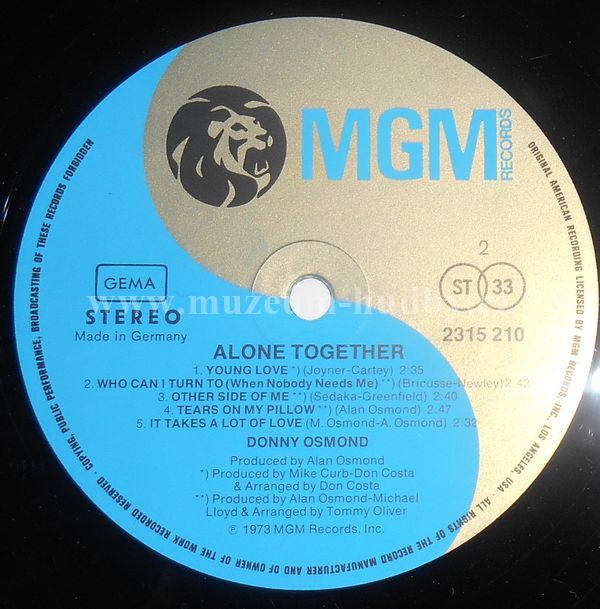 MGM
RECORDS
GEMA
STEREO
Made in Germany
2
ST 33
2315 210
ALONE TOGETHER
1. YOUNG LOVE *) (Joyner-Cartey) 2:35
2. WHO CAN I TURN TO (When Nobody Needs Me) **) (Bricusse-Newley) 2:42
3. OTHER SIDE OF ME **) (Sedaka-Greenfield) 2:40
4. TEARS ON MY PILLOW **) (Alan Osmond) 2:47
5. IT TAKES A LOT OF LOVE (M. Osmond-A. Osmond) 2:32
DONNY OSMOND
Produced by Alan Osmond
*) Produced by Mike Curb-Don Costa
& Arranged by Don Costa
**) Produced by Alan Osmond-Michael
Lloyd & Arranged by Tommy Oliver
℗ 1973 MGM Records, Inc.
ORIGINAL AMERICAN RECORDING LICENSED BY MGM RECORDS, INC., LOS ANGELES, USA · ALL RIGHTS OF THE RECORD MANUFACTURER AND OF OWNER OF THE WORK RECORDED RESERVED · COPYING, PUBLIC PERFORMANCE, BROADCASTING OF THESE RECORDS FORBIDDEN